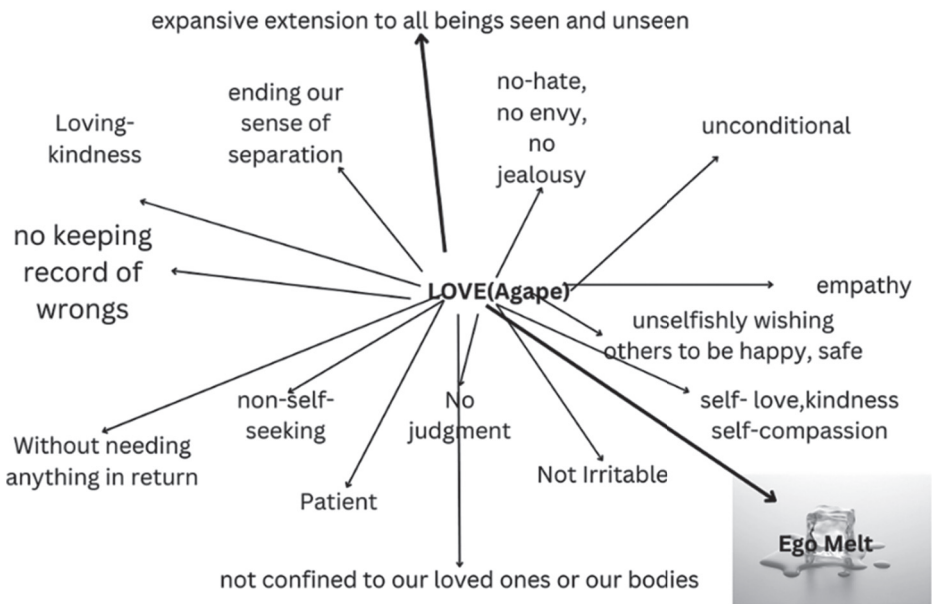 expansive extension to all beings seen and unseen
ending our
sense of
separation
no-hate,
no envy,
no
jealousy
Loving-
kindness
unconditional
no keeping
record of
wrongs
LOVE(Agape)
empathy
unselfishly wishing
others to be happy, safe
non-self-
seeking
No
judgment
self- love,kindness
self-compassion
Without needing
anything in return
Patient
Not Irritable
Ego Melt
not confined to our loved ones or our bodies